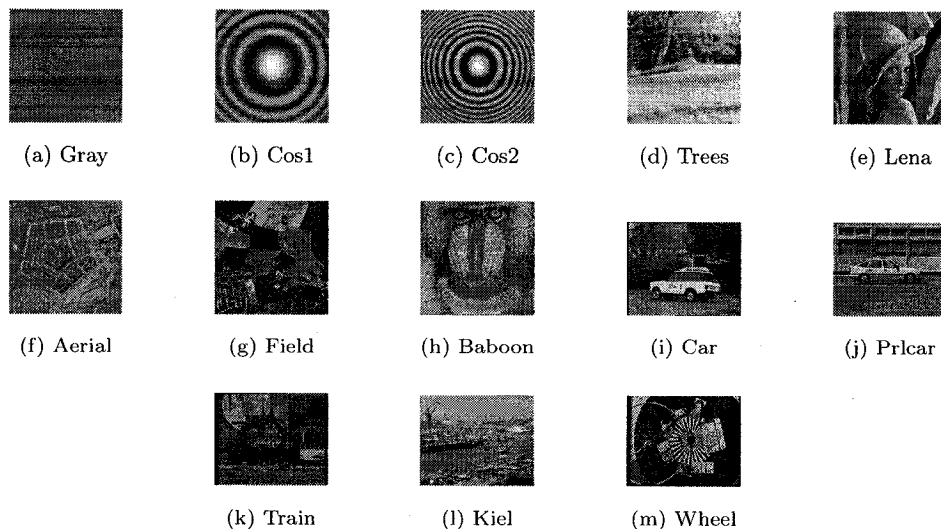 (a) Gray (b) Cos1 (c) Cos2 (d) Trees (e) Lena
(f) Aerial (g) Field (h) Baboon (i) Car (j) Prlcar
(k) Train (l) Kiel (m) Wheel